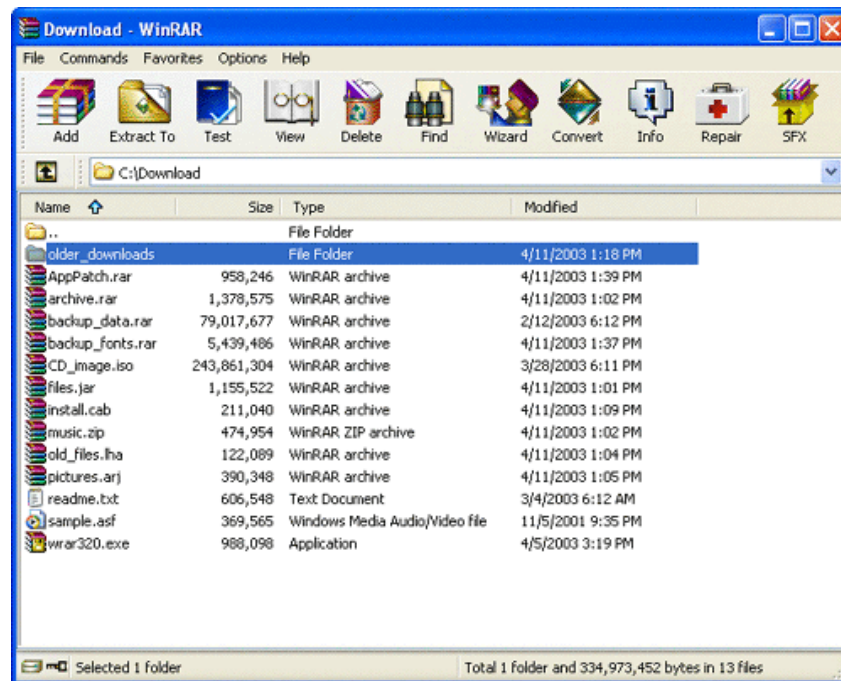 Download - WinRAR
File Commands Favorites Options Help
Add Extract To Test View Delete Find Wizard Convert Info Repair SFX
C:\Download
Name Size Type Modified
.. File Folder
older_downloads File Folder 4/11/2003 1:18 PM
AppPatch.rar 958,246 WinRAR archive 4/11/2003 1:39 PM
archive.rar 1,378,575 WinRAR archive 4/11/2003 1:02 PM
backup_data.rar 79,017,677 WinRAR archive 2/12/2003 6:12 PM
backup_fonts.rar 5,439,486 WinRAR archive 4/11/2003 1:37 PM
CD_image.iso 243,861,304 WinRAR archive 3/28/2003 6:11 PM
files.jar 1,155,522 WinRAR archive 4/11/2003 1:01 PM
install.cab 211,040 WinRAR archive 4/11/2003 1:09 PM
music.zip 474,954 WinRAR ZIP archive 4/11/2003 1:02 PM
old_files.lha 122,089 WinRAR archive 4/11/2003 1:04 PM
pictures.arj 390,348 WinRAR archive 4/11/2003 1:05 PM
readme.txt 606,548 Text Document 3/4/2003 6:12 AM
sample.asf 369,565 Windows Media Audio/Video file 11/5/2001 9:35 PM
wrar320.exe 988,098 Application 4/5/2003 3:19 PM
Selected 1 folder Total 1 folder and 334,973,452 bytes in 13 files